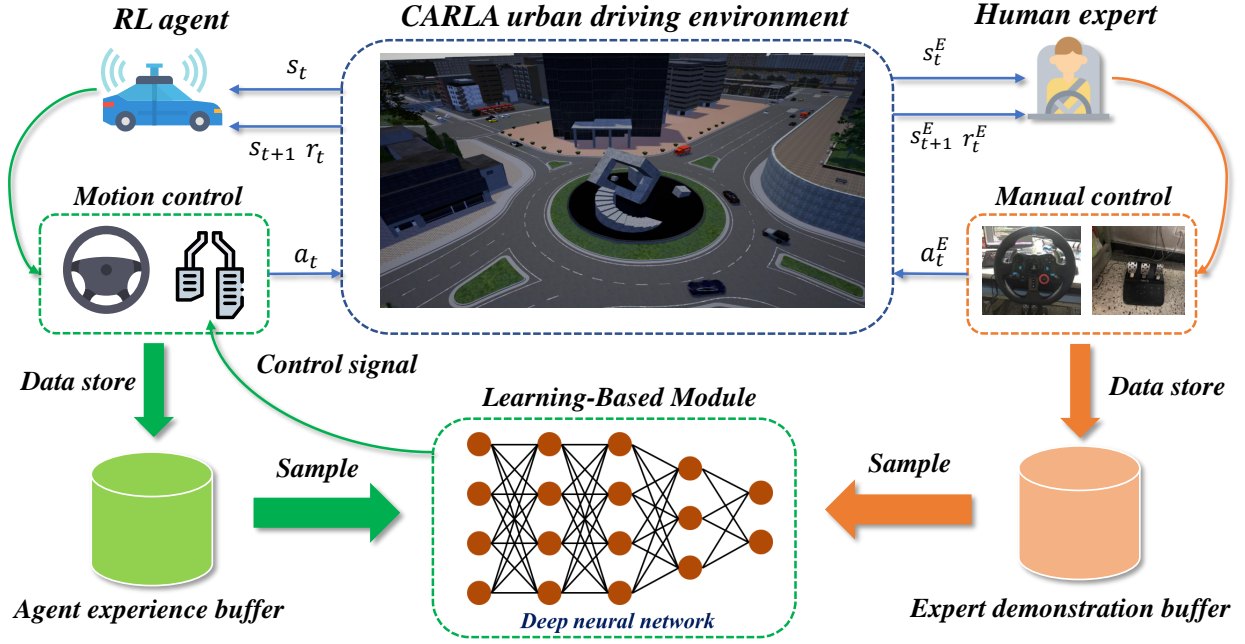 RL agent
CARLA urban driving environment
Human expert
s_t
s_{t+1} r_t
s_t^E
s_{t+1}^E r_t^E
Motion control
Manual control
a_t
a_t^E
Control signal
Data store
Data store
Learning-Based Module
Sample
Sample
Deep neural network
Agent experience buffer
Expert demonstration buffer